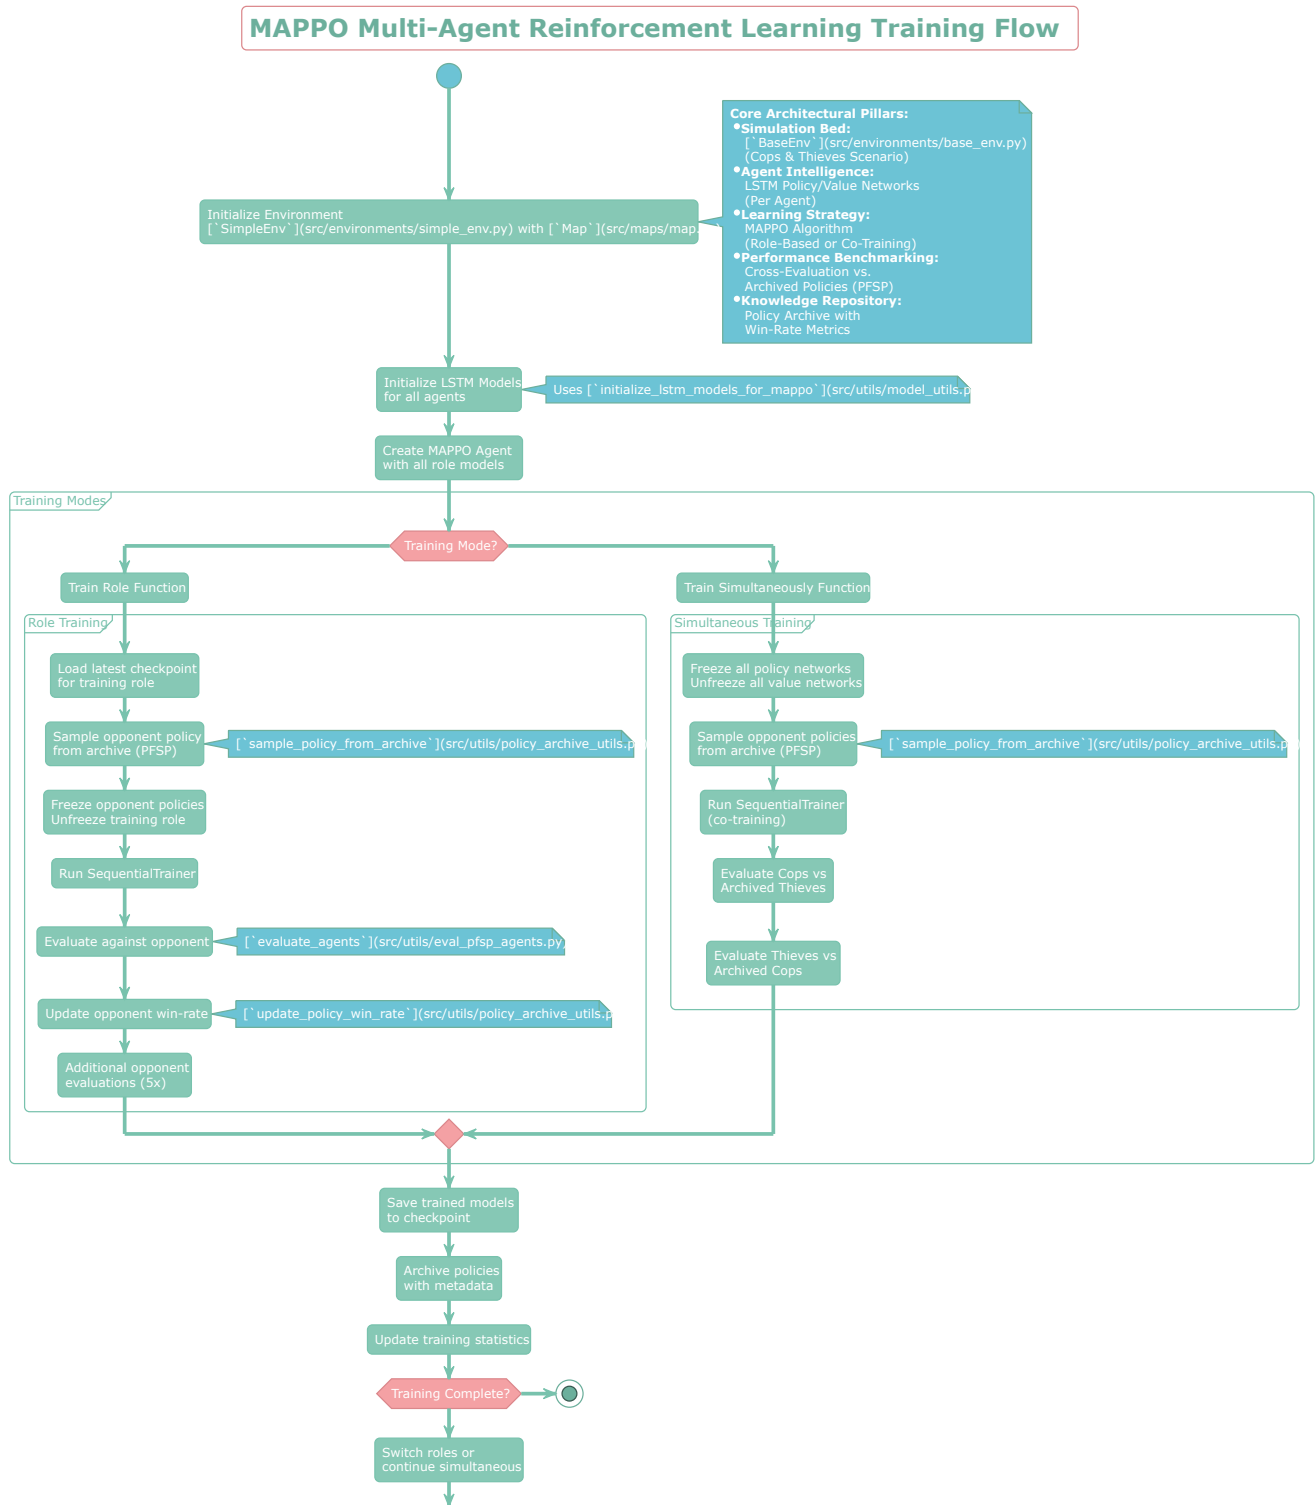 MAPPO Multi-Agent Reinforcement Learning Training Flow
Core Architectural Pillars:
•Simulation Bed:
[`BaseEnv`](src/environments/base_env.py)
(Cops & Thieves Scenario)
•Agent Intelligence:
LSTM Policy/Value Networks
(Per Agent)
•Learning Strategy:
MAPPO Algorithm
(Role-Based or Co-Training)
•Performance Benchmarking:
Cross-Evaluation vs.
Archived Policies (PFSP)
•Knowledge Repository:
Policy Archive with
Win-Rate Metrics
Initialize Environment
[`SimpleEnv`](src/environments/simple_env.py) with [`Map`](src/maps/map.
Initialize LSTM Models
for all agents
Uses [`initialize_lstm_models_for_mappo`](src/utils/model_utils.p
Create MAPPO Agent
with all role models
Training Modes
Training Mode?
Train Role Function
Train Simultaneously Function
Role Training
Load latest checkpoint
for training role
Sample opponent policy
from archive (PFSP)
[`sample_policy_from_archive`](src/utils/policy_archive_utils.py)
Freeze opponent policies
Unfreeze training role
Run SequentialTrainer
Evaluate against opponent
[`evaluate_agents`](src/utils/eval_pfsp_agents.py)
Update opponent win-rate
[`update_policy_win_rate`](src/utils/policy_archive_utils.p
Additional opponent
evaluations (5x)
Simultaneous Training
Freeze all policy networks
Unfreeze all value networks
Sample opponent policies
from archive (PFSP)
[`sample_policy_from_archive`](src/utils/policy_archive_utils.py)
Run SequentialTrainer
(co-training)
Evaluate Cops vs
Archived Thieves
Evaluate Thieves vs
Archived Cops
Save trained models
to checkpoint
Archive policies
with metadata
Update training statistics
Training Complete?
Switch roles or
continue simultaneous